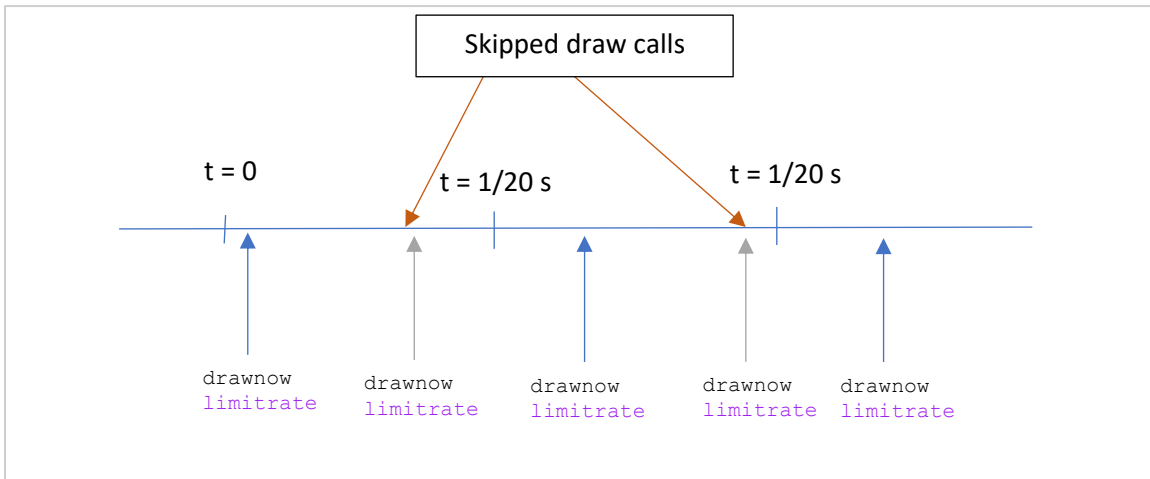 Skipped draw calls
t = 0
t = 1/20 s
t = 1/20 s
drawnow
limitrate
drawnow
limitrate
drawnow
limitrate
drawnow
limitrate
drawnow
limitrate